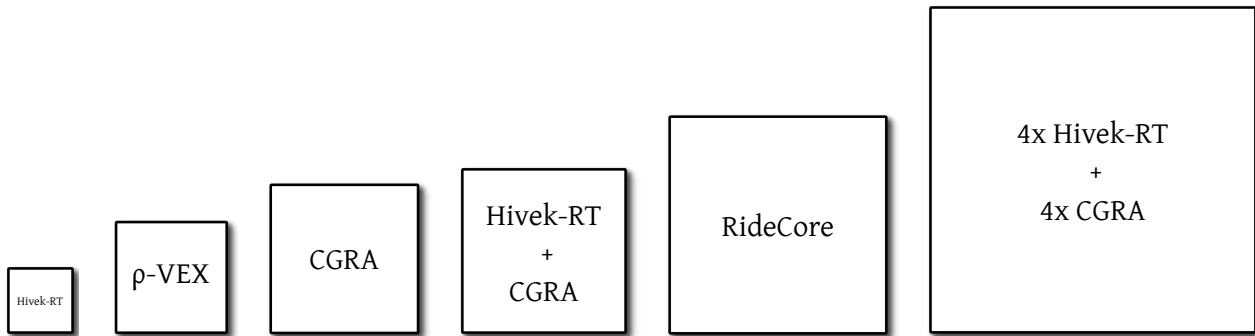 Hivek-RT
ρ-VEX
CGRA
Hivek-RT
+
CGRA
RideCore
4x Hivek-RT
+
4x CGRA